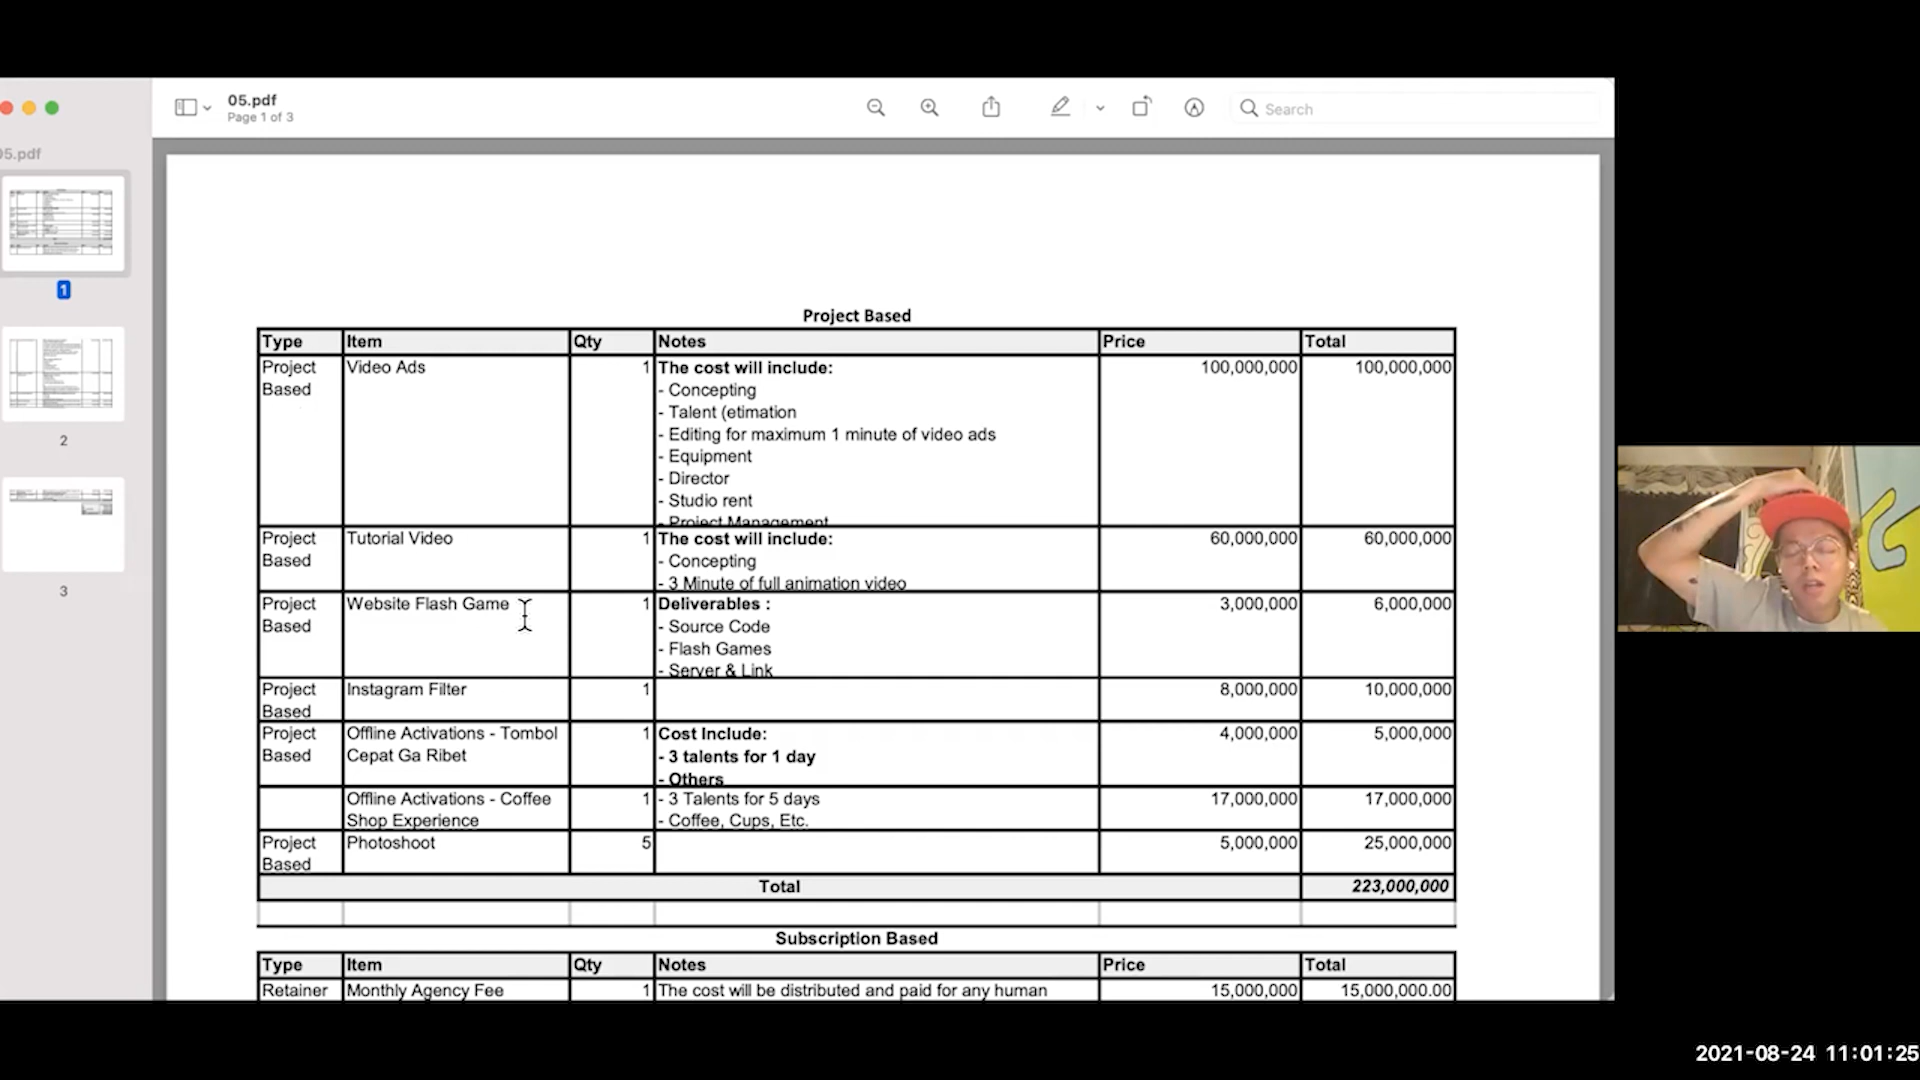 05.pdf
Page 1 of 3
Search
05.pdf
1
2
3
Project Based
Type Item Qty Notes Price Total
Project Based Video Ads 1 The cost will include: 100,000,000 100,000,000
- Concepting
- Talent (etimation
- Editing for maximum 1 minute of video ads
- Equipment
- Director
- Studio rent
- Project Management
Project Based Tutorial Video 1 The cost will include: 60,000,000 60,000,000
- Concepting
- 3 Minute of full animation video
Project Based Website Flash Game 1 Deliverables : 3,000,000 6,000,000
- Source Code
- Flash Games
- Server & Link
Project Based Instagram Filter 1 8,000,000 10,000,000
Project Based Offline Activations - Tombol Cepat Ga Ribet 1 Cost Include: 4,000,000 5,000,000
- 3 talents for 1 day
- Others
Offline Activations - Coffee Shop Experience 1 - 3 Talents for 5 days 17,000,000 17,000,000
- Coffee, Cups, Etc.
Project Based Photoshoot 5 5,000,000 25,000,000
Total 223,000,000
Subscription Based
Type Item Qty Notes Price Total
Retainer Monthly Agency Fee 1 The cost will be distributed and paid for any human 15,000,000 15,000,000.00
2021-08-24 11:01:25